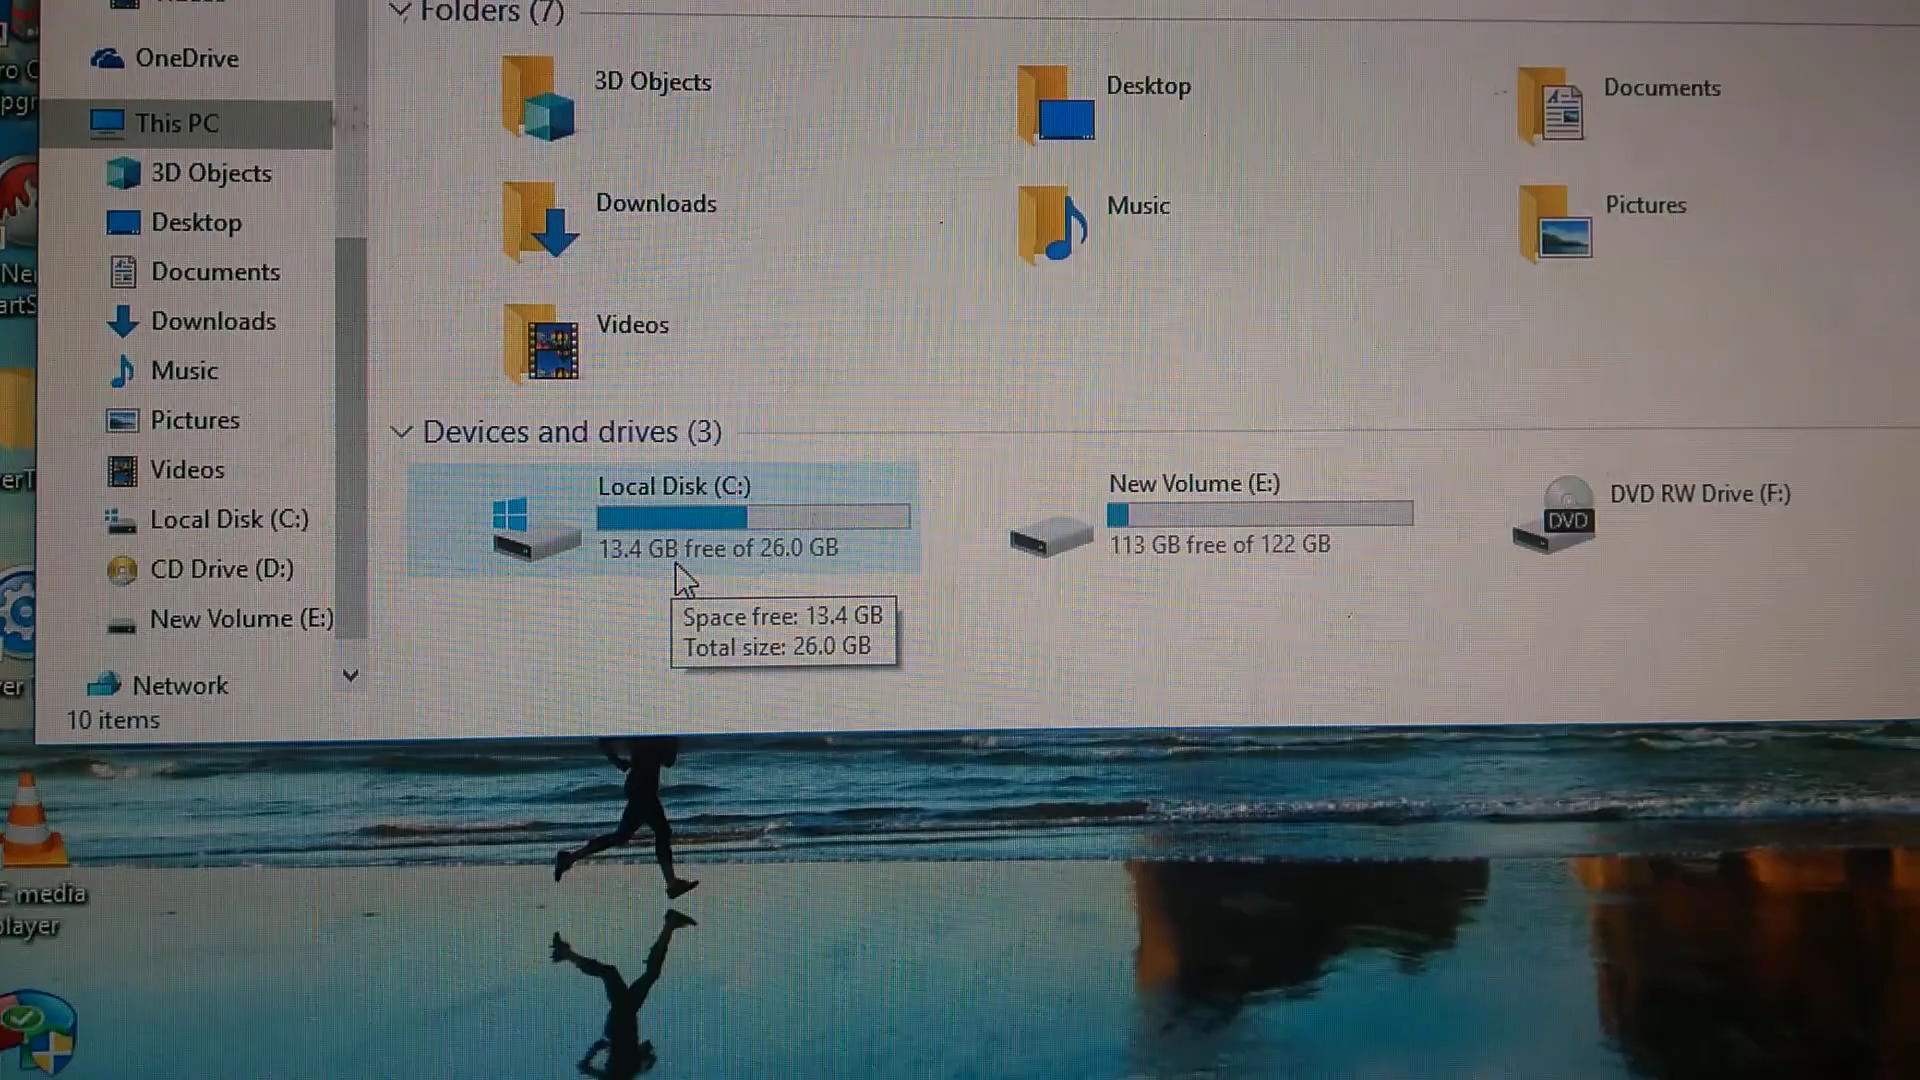 Folders (7)
OneDrive
This PC
3D Objects
Desktop
Documents
Downloads
Music
Pictures
Videos
Local Disk (C:)
CD Drive (D:)
New Volume (E:)
Network
10 items
3D Objects
Desktop
Documents
Downloads
Music
Pictures
Videos
Devices and drives (3)
Local Disk (C:)
13.4 GB free of 26.0 GB
New Volume (E:)
113 GB free of 122 GB
DVD RW Drive (F:)
DVD
Space free: 13.4 GB
Total size: 26.0 GB
media